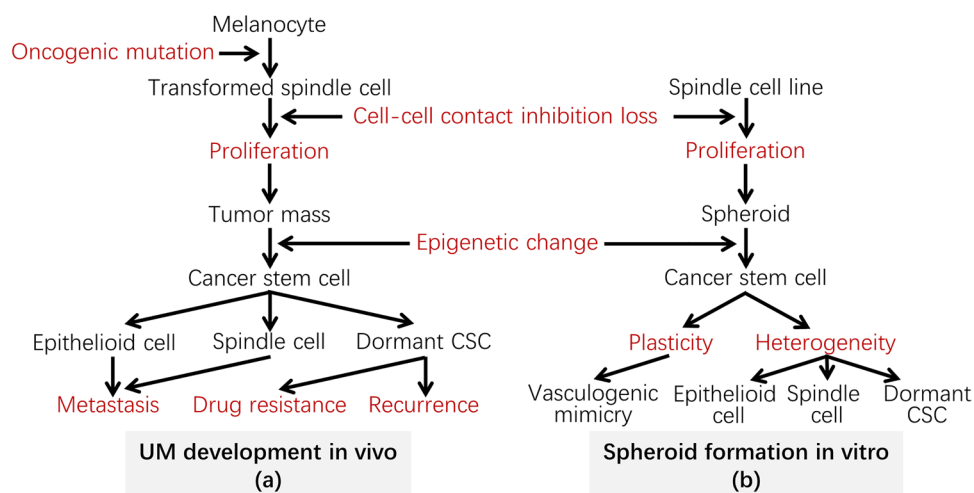 Melanocyte
Oncogenic mutation
Transformed spindle cell
Spindle cell line
Cell-cell contact inhibition loss
Proliferation
Proliferation
Tumor mass
Spheroid
Epigenetic change
Cancer stem cell
Cancer stem cell
Epithelioid cell
Spindle cell
Dormant CSC
Plasticity
Heterogeneity
Metastasis
Drug resistance
Recurrence
Vasculogenic
mimicry
Epithelioid
cell
Spindle
cell
Dormant
CSC
UM development in vivo
(a)
Spheroid formation in vitro
(b)